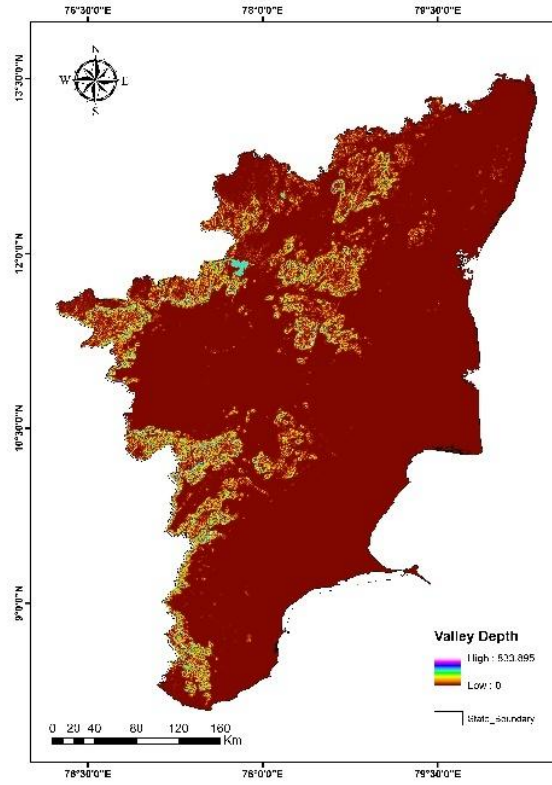 76°30'0"E 78°0'0"E 79°30'0"E
N
W E
S
13°30'0"N
12°0'0"N
10°30'0"N
9°0'0"N
Valley Depth
High : 533.895
Low : 0
State_Boundary
0 20 40 80 120 160
Km
76°30'0"E 78°0'0"E 79°30'0"E